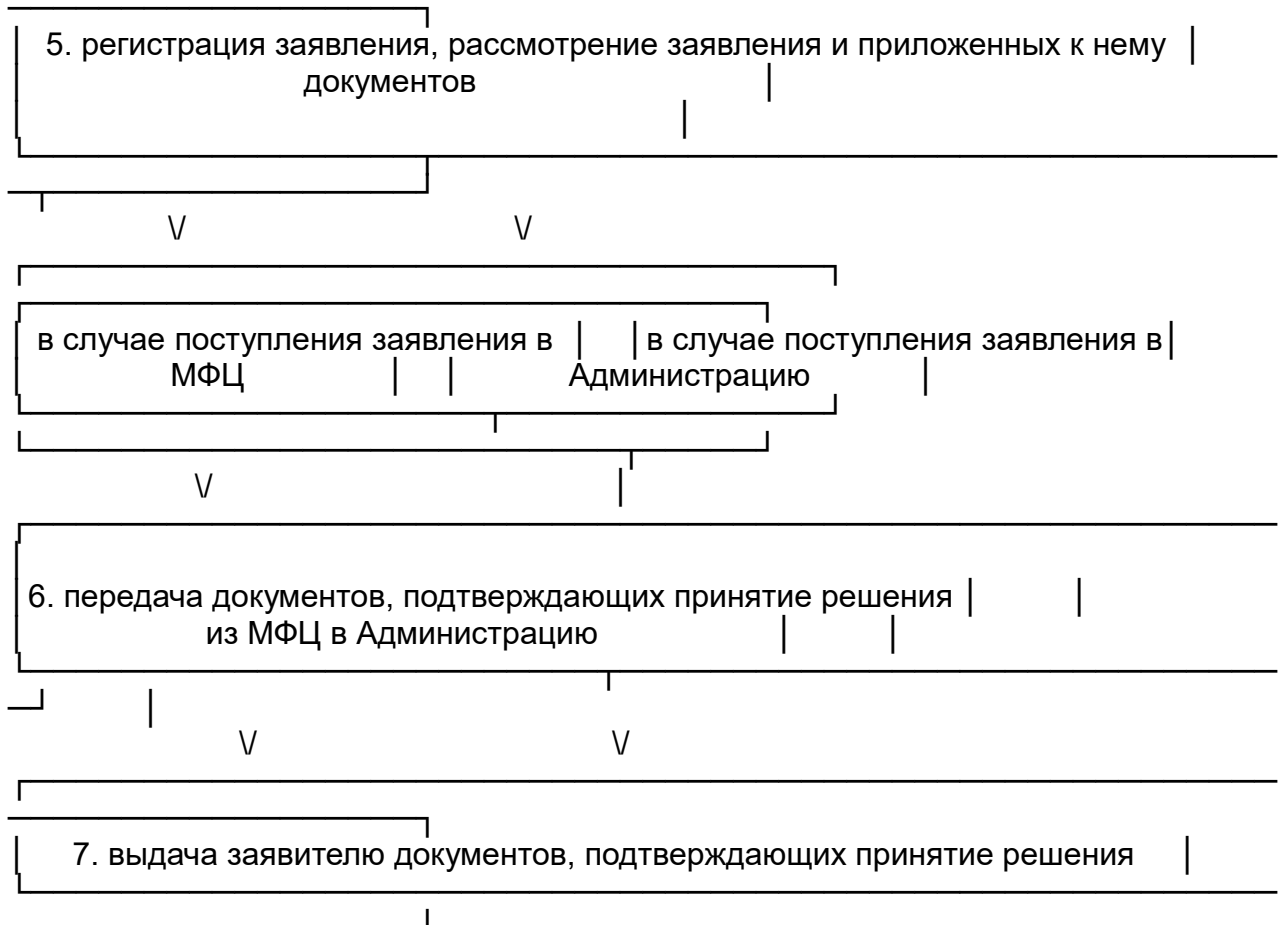 5. регистрация заявления, рассмотрение заявления и приложенных к нему
документов
\/ \/
в случае поступления заявления в в случае поступления заявления в
МФЦ Администрацию
\/
6. передача документов, подтверждающих принятие решения
из МФЦ в Администрацию
\/ \/
7. выдача заявителю документов, подтверждающих принятие решения